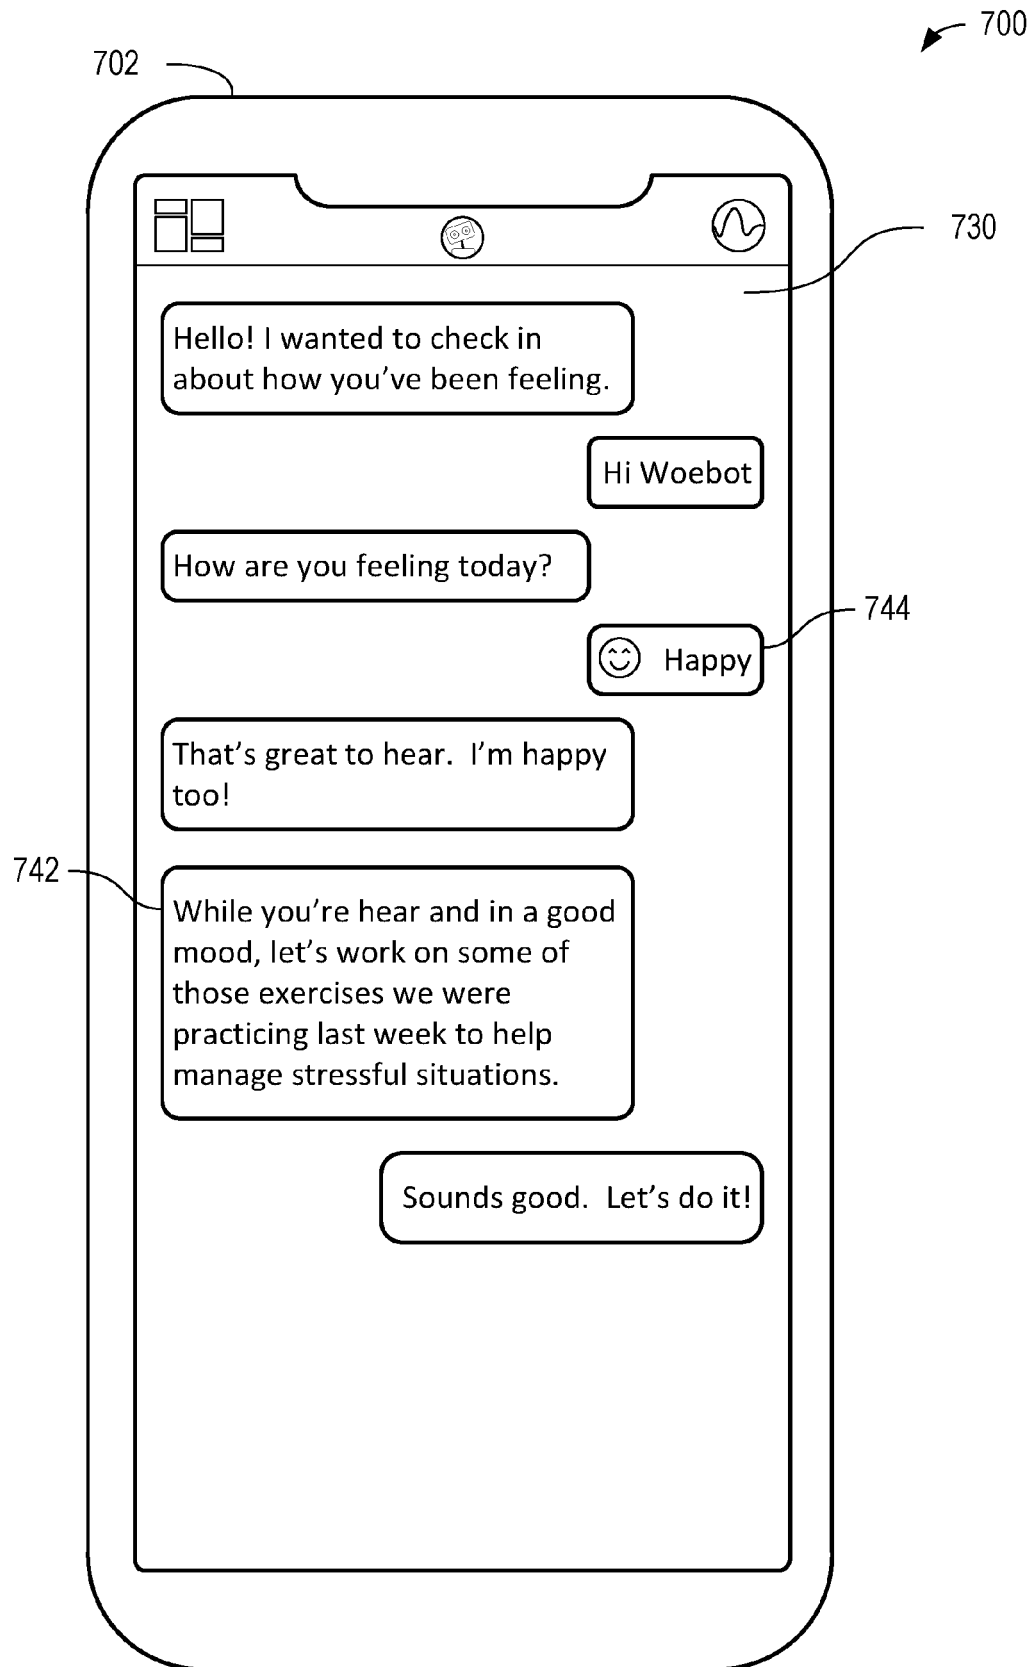 700
702
730
Hello! I wanted to check in
about how you've been feeling.
Hi Woebot
How are you feeling today?
744
Happy
That's great to hear.  I'm happy
too!
742
While you're hear and in a good
mood, let's work on some of
those exercises we were
practicing last week to help
manage stressful situations.
Sounds good.  Let's do it!